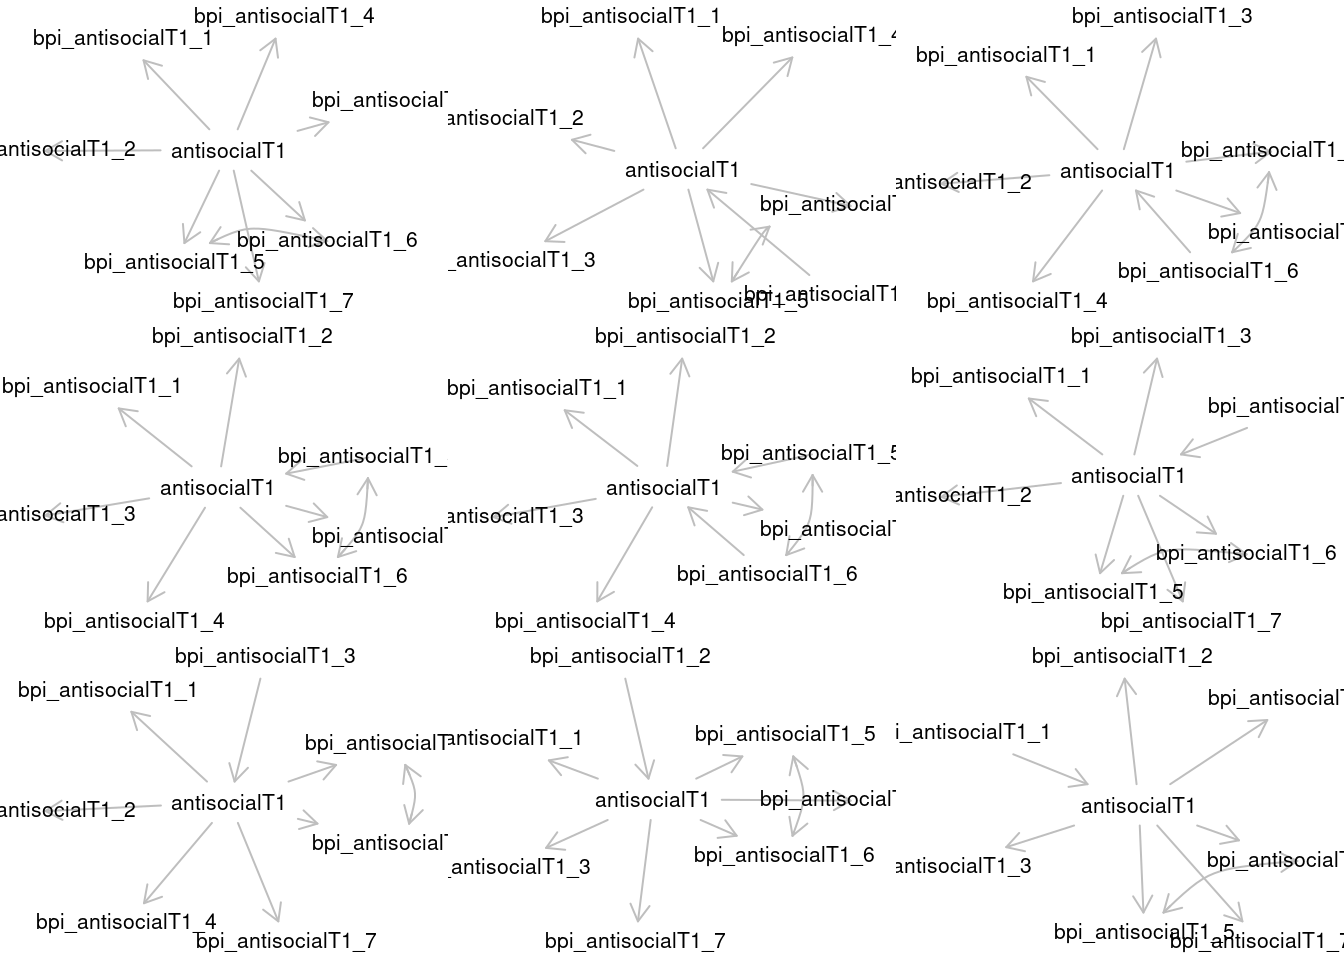 bpi_antisocialT1_4
bpi_antisocialT1_1
bpi_antisocialT
antisocialT1_2
antisocialT1
bpi_antisocialT1_6
bpi_antisocialT1_5
bpi_antisocialT1_7
bpi_antisocialT1_1
bpi_antisocialT1_4
antisocialT1_2
antisocialT1
bpi_antisocialT
_antisocialT1_3
bpi_antisocialT1
bpi_antisocialT1_5
bpi_antisocialT1_3
bpi_antisocialT1_1
bpi_antisocialT1_
antisocialT1
antisocialT1_2
bpi_antisocialT
bpi_antisocialT1_6
bpi_antisocialT1_4
bpi_antisocialT1_2
bpi_antisocialT1_1
bpi_antisocialT1_
antisocialT1
antisocialT1_3
bpi_antisocialT
bpi_antisocialT1_6
bpi_antisocialT1_4
bpi_antisocialT1_2
bpi_antisocialT1_1
bpi_antisocialT1_5
antisocialT1
antisocialT1_3
bpi_antisocialT
bpi_antisocialT1_6
bpi_antisocialT1_4
bpi_antisocialT1_3
bpi_antisocialT1_1
bpi_antisocialT
antisocialT1
antisocialT1_2
bpi_antisocialT1_6
bpi_antisocialT1_5
bpi_antisocialT1_7
bpi_antisocialT1_3
bpi_antisocialT1_1
bpi_antisocialT
antisocialT1
antisocialT1_2
bpi_antisocialT
bpi_antisocialT1_4
bpi_antisocialT1_7
bpi_antisocialT1_2
bpi_antisocialT1_5
antisocialT1_1
antisocialT1
bpi_antisocialT
bpi_antisocialT1_6
_antisocialT1_3
bpi_antisocialT1_7
bpi_antisocialT1_2
bpi_antisocialT
i_antisocialT1_1
antisocialT1
bpi_antisocialT
antisocialT1_3
bpi_antisocialT1_5
bpi_antisocialT1_7